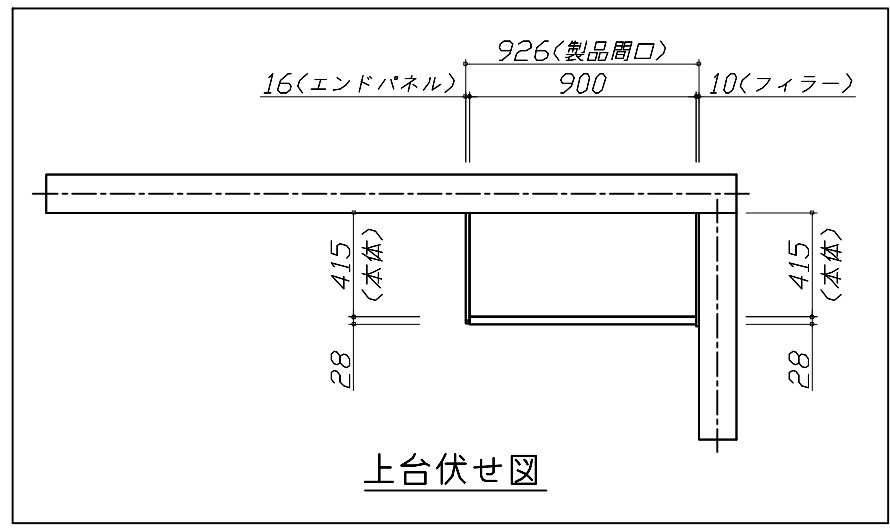 926(製品間口)
16(エンドパネル)
900
10(フィラー)
415
(本体)
415
(本体)
28
28
上台伏せ図